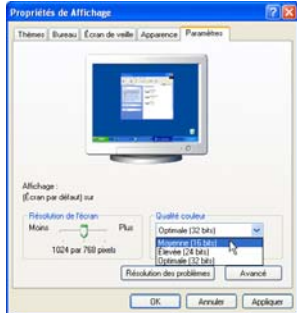 Propriétés de Affichage
Thèmes Bureau Écran de veille Apparence Paramètres
Affichage :
(Écran par défaut) sur
Résolution de l'écran
Moins Plus
1024 par 768 pixels
Qualité couleur
Optimale (32 bits)
Moyenne (16 bits)
Élevée (24 bits)
Optimale (32 bits)
Résolution des problèmes Avancé
OK Annuler Appliquer